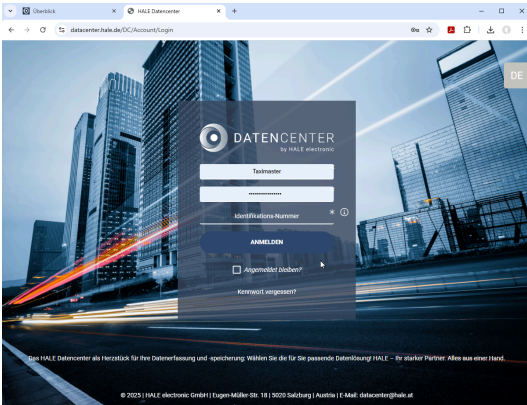 Überblick
HALE Datencenter
datacenter.hale.de/DC/Account/Login
DE
DATENCENTER
by HALE electronic
Taximaster
Identifikations-Nummer *
ANMELDEN
Angemeldet bleiben?
Kennwort vergessen?
Das HALE Datencenter als Herzstück für Ihre Datenerfassung und -speicherung: Wählen Sie die für Sie passende Datenlösung! HALE – Ihr starker Partner. Alles aus einer Hand.
© 2025 | HALE electronic GmbH | Eugen-Müller-Str. 18 | 5020 Salzburg | Austria | E-Mail: datacenter@hale.at